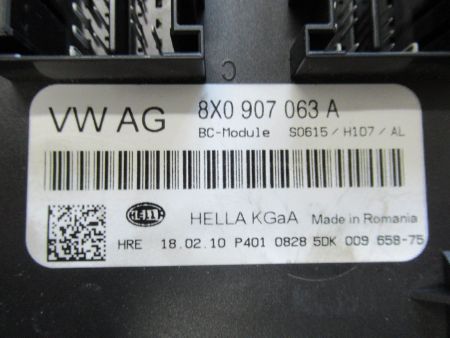 C
VW AG 8X0 907 063 A
BC-Module S0615 / H107 / AL
HELLA HELLA KGaA Made in Romania
HRE 18.02.10 P401 0828 5DK 009 658-75